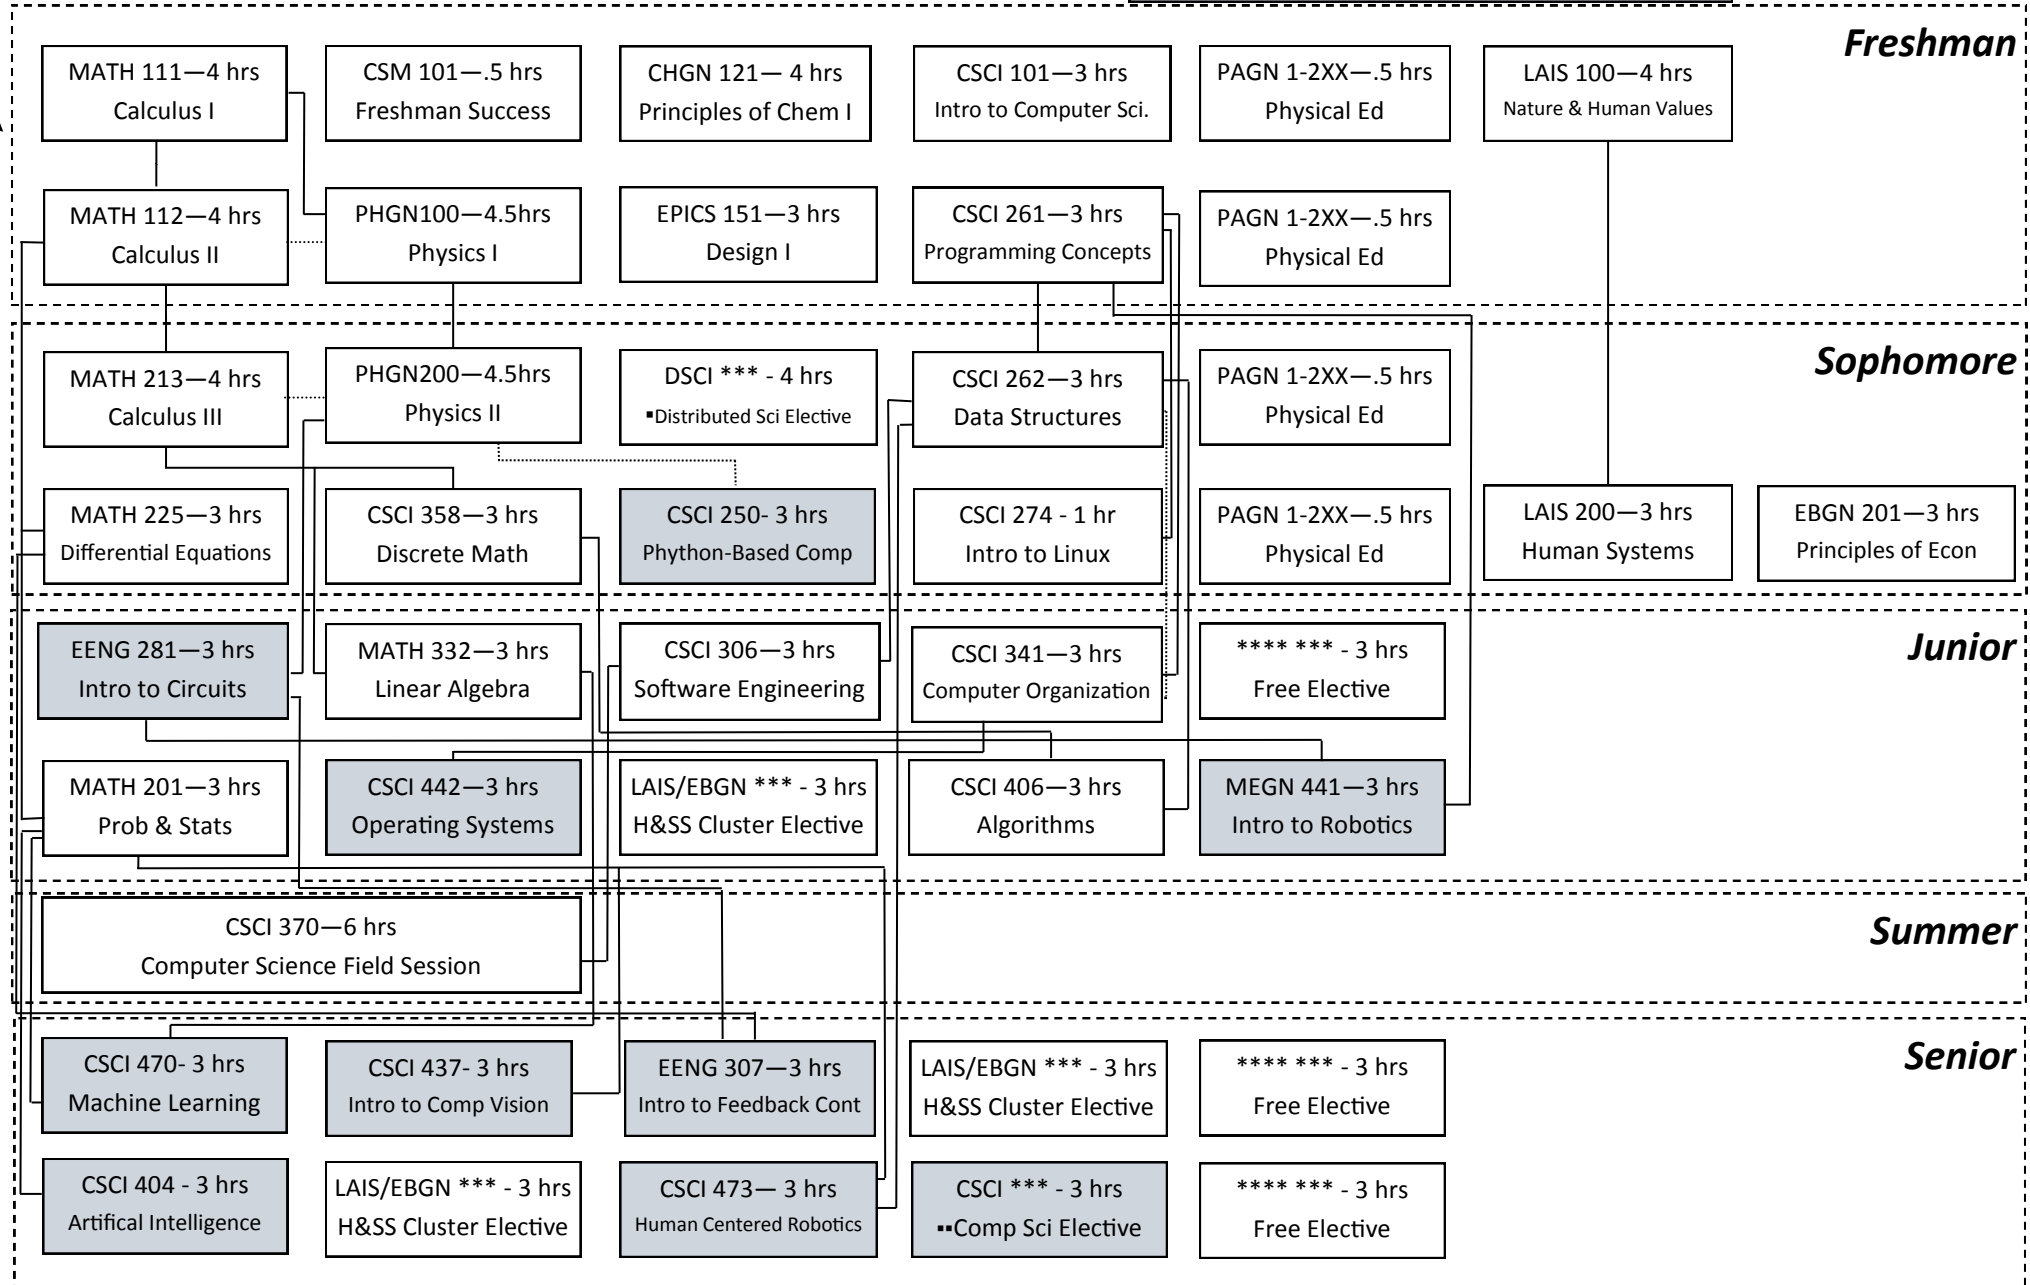 Freshman
MATH 111—4 hrs
Calculus I
CSM 101—.5 hrs
Freshman Success
CHGN 121— 4 hrs
Principles of Chem I
CSCI 101—3 hrs
Intro to Computer Sci.
PAGN 1-2XX—.5 hrs
Physical Ed
LAIS 100—4 hrs
Nature & Human Values
MATH 112—4 hrs
Calculus II
PHGN100—4.5hrs
Physics I
EPICS 151—3 hrs
Design I
CSCI 261—3 hrs
Programming Concepts
PAGN 1-2XX—.5 hrs
Physical Ed
Sophomore
MATH 213—4 hrs
Calculus III
PHGN200—4.5hrs
Physics II
DSCI *** - 4 hrs
▪Distributed Sci Elective
CSCI 262—3 hrs
Data Structures
PAGN 1-2XX—.5 hrs
Physical Ed
MATH 225—3 hrs
Differential Equations
CSCI 358—3 hrs
Discrete Math
CSCI 250- 3 hrs
Phython-Based Comp
CSCI 274 - 1 hr
Intro to Linux
PAGN 1-2XX—.5 hrs
Physical Ed
LAIS 200—3 hrs
Human Systems
EBGN 201—3 hrs
Principles of Econ
Junior
EENG 281—3 hrs
Intro to Circuits
MATH 332—3 hrs
Linear Algebra
CSCI 306—3 hrs
Software Engineering
CSCI 341—3 hrs
Computer Organization
**** *** - 3 hrs
Free Elective
MATH 201—3 hrs
Prob & Stats
CSCI 442—3 hrs
Operating Systems
LAIS/EBGN *** - 3 hrs
H&SS Cluster Elective
CSCI 406—3 hrs
Algorithms
MEGN 441—3 hrs
Intro to Robotics
Summer
CSCI 370—6 hrs
Computer Science Field Session
Senior
CSCI 470- 3 hrs
Machine Learning
CSCI 437- 3 hrs
Intro to Comp Vision
EENG 307—3 hrs
Intro to Feedback Cont
LAIS/EBGN *** - 3 hrs
H&SS Cluster Elective
**** *** - 3 hrs
Free Elective
CSCI 404 - 3 hrs
Artifical Intelligence
LAIS/EBGN *** - 3 hrs
H&SS Cluster Elective
CSCI 473— 3 hrs
Human Centered Robotics
CSCI *** - 3 hrs
▪▪Comp Sci Elective
**** *** - 3 hrs
Free Elective